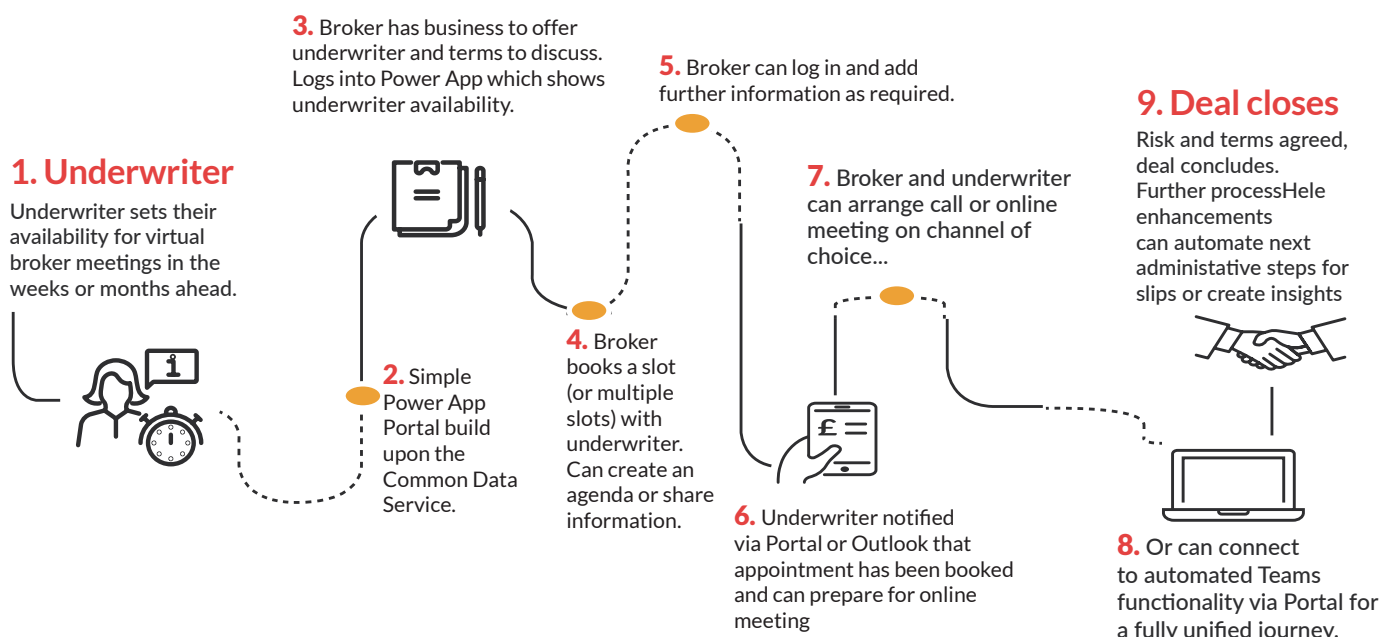 1. Underwriter
Underwriter sets their
availability for virtual
broker meetings in the
weeks or months ahead.
2. Simple
Power App
Portal build
upon the
Common Data
Service.
3. Broker has business to offer
underwriter and terms to discuss.
Logs into Power App which shows
underwriter availability.
4. Broker
books a slot
(or multiple
slots) with
underwriter.
Can create an
agenda or share
information.
5. Broker can log in and add
further information as required.
6. Underwriter notified
via Portal or Outlook that
appointment has been booked
and can prepare for online
meeting
£
7. Broker and underwriter
can arrange call or online
meeting on channel of
choice...
8. Or can connect
to automated Teams
functionality via Portal for
a fully unified journey.
9. Deal closes
Risk and terms agreed,
deal concludes.
Further processHele
enhancements
can automate next
administative steps for
slips or create insights